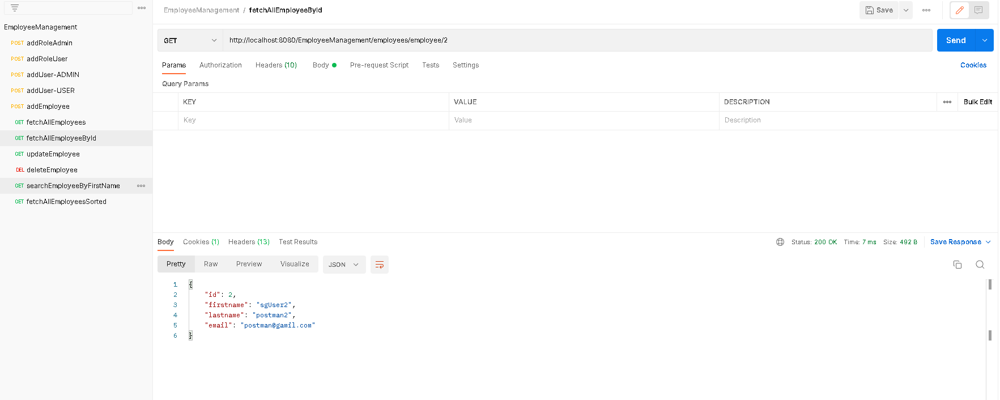 EmployeeManagement
POST addRoleAdmin
POST addRoleUser
POST addUser-ADMIN
POST addUser-USER
POST addEmployee
GET fetchAllEmployees
GET fetchAllEmployeeById
GET updateEmployee
DEL deleteEmployee
GET searchEmployeeByFirstName
GET fetchAllEmployeesSorted
EmployeeManagement / fetchAllEmployeeById
Save
GET http://localhost:8080/EmployeeManagement/employees/employee/2 Send
Params Authorization Headers (10) Body Pre-request Script Tests Settings Cookies
Query Params
KEY VALUE DESCRIPTION Bulk Edit
Key Value Description
Body Cookies (1) Headers (13) Test Results Status: 200 OK Time: 7 ms Size: 492 B Save Response
Pretty Raw Preview Visualize JSON
1 {
2 "id": 2,
3 "firstname": "sgUser2",
4 "lastname": "postman2",
5 "email": "postman@gamil.com"
6 }